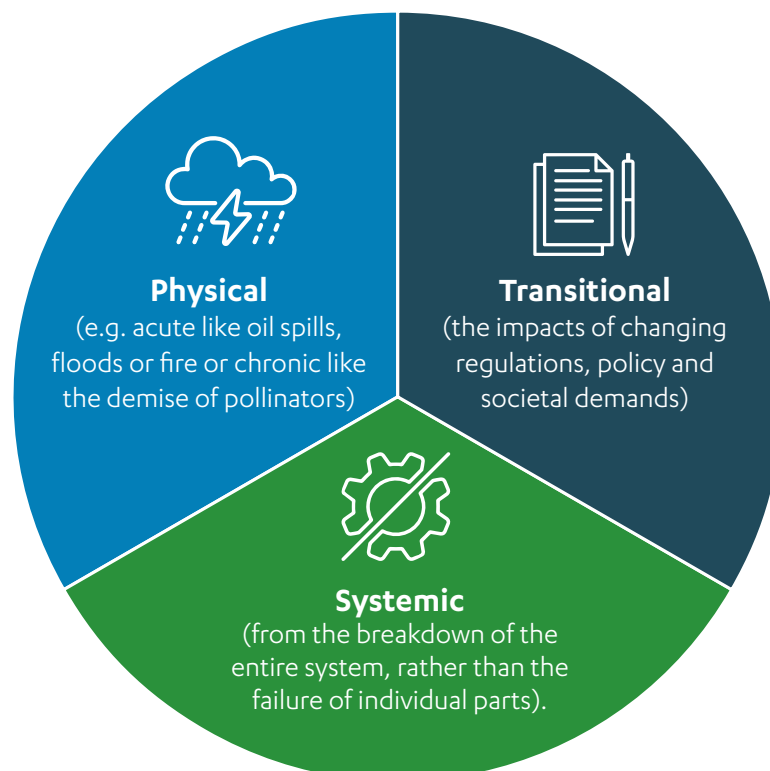 Physical
(e.g. acute like oil spills,
floods or fire or chronic like
the demise of pollinators)
Transitional
(the impacts of changing
regulations, policy and
societal demands)
Systemic
(from the breakdown of the
entire system, rather than the
failure of individual parts).